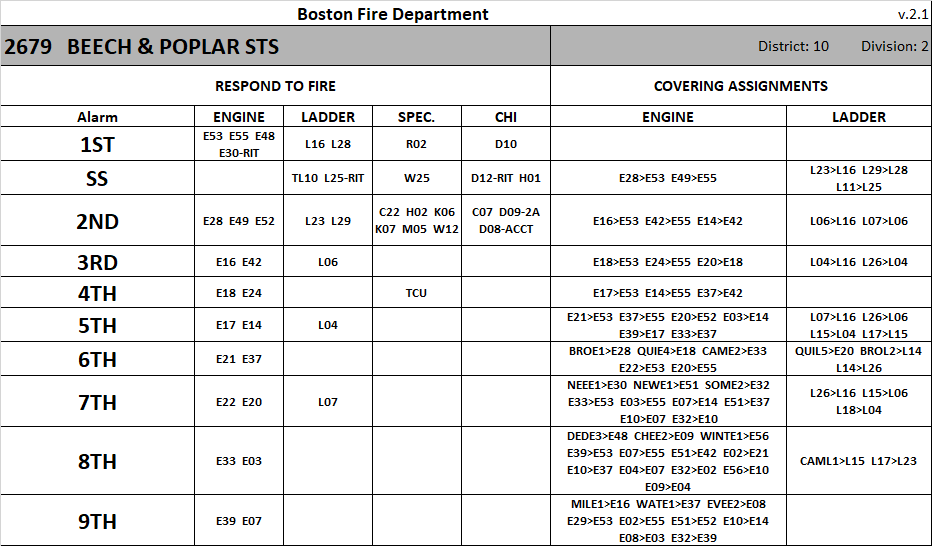 Boston Fire Department v.2.1
2679 BEECH & POPLAR STS District: 10 Division: 2
RESPOND TO FIRE COVERING ASSIGNMENTS
Alarm ENGINE LADDER SPEC. CHI ENGINE LADDER
E53 E55 E48
1ST L16 L28 R02 D10
E30-RIT
L23>L16 L29>L28
SS TL10 L25-RIT W25 D12-RIT H01 E28>E53 E49>E55
L11>L25
C22 H02 K06 C07 D09-2A
2ND E28 E49 E52 L23 L29 E16>E53 E42>E55 E14>E42 L06>L16 L07>L06
K07 M05 W12 D08-ACCT
3RD E16 E42 L06 E18>E53 E24>E55 E20>E18 L04>L16 L26>L04
4TH E18 E24 TCU E17>E53 E14>E55 E37>E42
E21>E53 E37>E55 E20>E52 E03>E14 L07>L16 L26>L06
5TH E17 E14 L04
E39>E17 E33>E37 L15>L04 L17>L15
BROE1>E28 QUIE4>E18 CAME2>E33 QUIL5>E20 BROL2>L14
6TH E21 E37
E22>E53 E20>E55 L14>L26
NEEE1>E30 NEWE1>E51 SOME2>E32
7TH E22 E20 L07 E33>E53 E03>E55 E07>E14 E51>E37 L26>L16 L15>L06
E10>E07 E32>E10 L18>L04
DEDE3>E48 CHEE2>E09 WINTE1>E56
E39>E53 E07>E55 E51>E42 E02>E21
8TH E33 E03 CAML1>L15 L17>L23
E10>E37 E04>E07 E32>E02 E56>E10
E09>E04
MILE1>E16 WATE1>E37 EVEE2>E08
9TH E39 E07 E29>E53 E02>E55 E51>E52 E10>E14
E08>E03 E32>E39